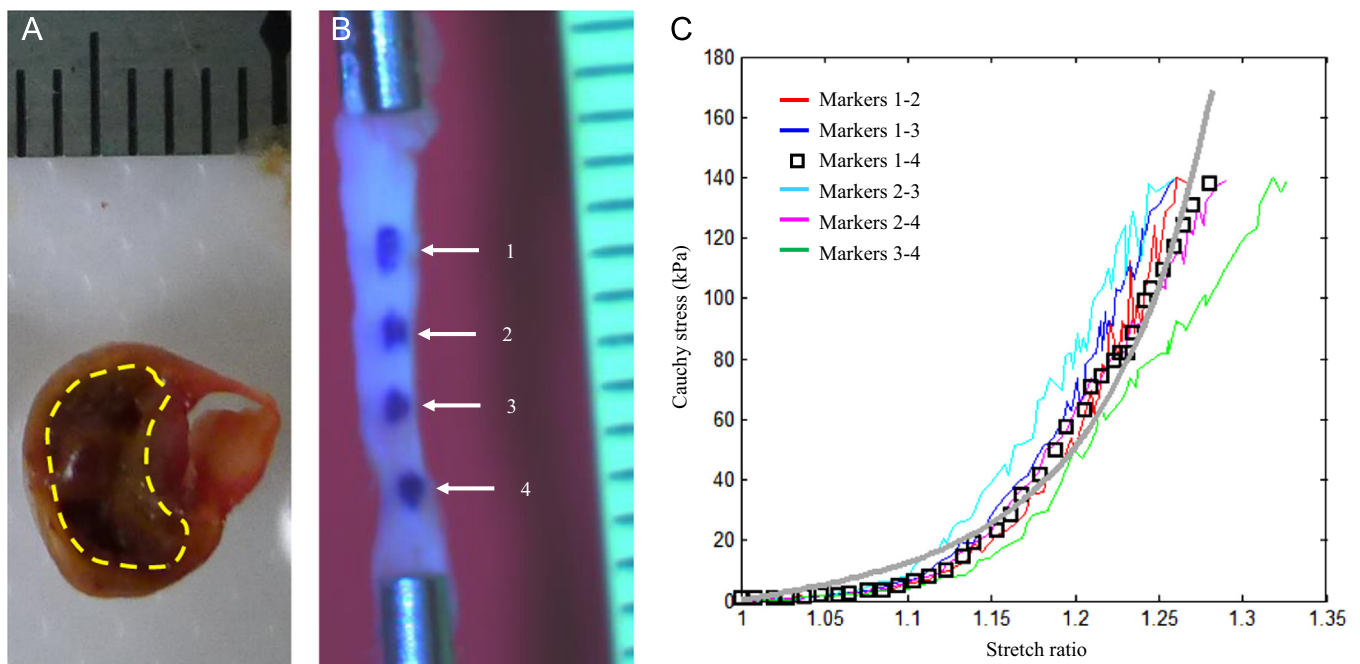 A
B
C
1
2
3
4
180
160
140
120
100
80
60
40
20
0
1
1.05
1.1
1.15
1.2
1.25
1.3
1.35
Cauchy stress (kPa)
Stretch ratio
Markers 1-2
Markers 1-3
Markers 1-4
Markers 2-3
Markers 2-4
Markers 3-4